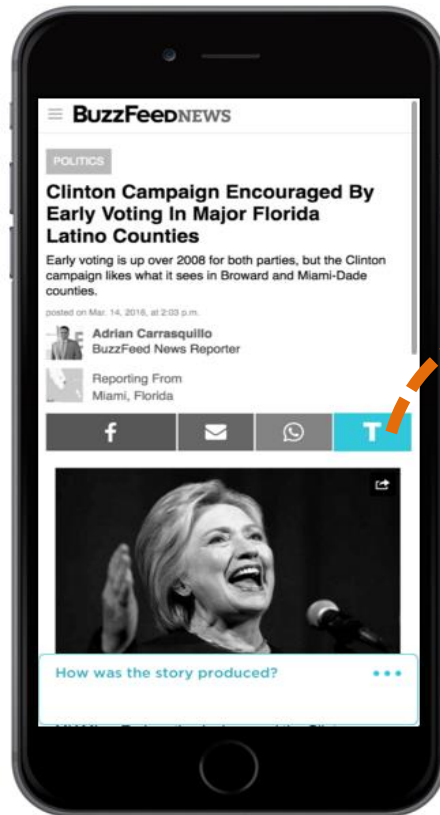 BuzzFeedNEWS
POLITICS
Clinton Campaign Encouraged By
Early Voting In Major Florida
Latino Counties
Early voting is up over 2008 for both parties, but the Clinton
campaign likes what it sees in Broward and Miami-Dade
counties.
posted on Mar. 14, 2016, at 2:03 p.m.
Adrian Carrasquillo
BuzzFeed News Reporter
Reporting From
Miami, Florida
f
T
How was the story produced?